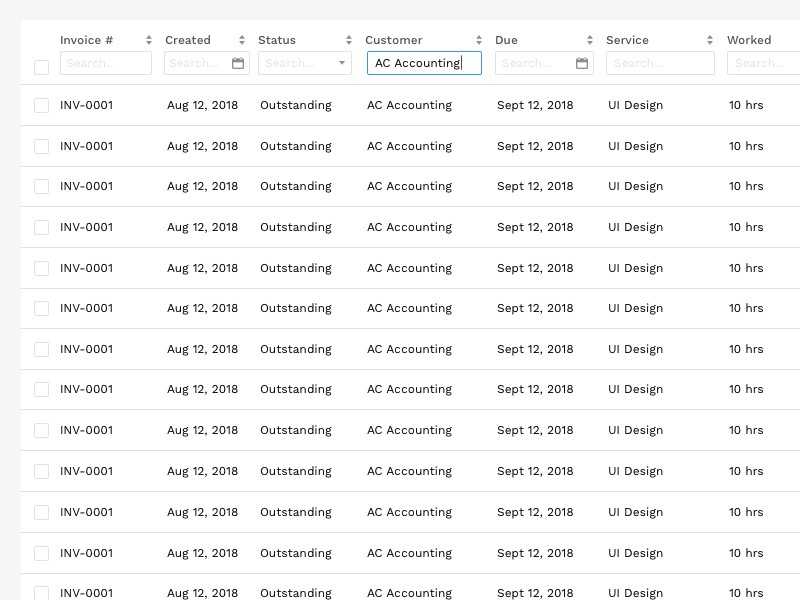 Invoice # Created Status Customer Due Service Worked
Search... Search... Search... AC Accounting Search... Search... Search...
INV-0001 Aug 12, 2018 Outstanding AC Accounting Sept 12, 2018 UI Design 10 hrs
INV-0001 Aug 12, 2018 Outstanding AC Accounting Sept 12, 2018 UI Design 10 hrs
INV-0001 Aug 12, 2018 Outstanding AC Accounting Sept 12, 2018 UI Design 10 hrs
INV-0001 Aug 12, 2018 Outstanding AC Accounting Sept 12, 2018 UI Design 10 hrs
INV-0001 Aug 12, 2018 Outstanding AC Accounting Sept 12, 2018 UI Design 10 hrs
INV-0001 Aug 12, 2018 Outstanding AC Accounting Sept 12, 2018 UI Design 10 hrs
INV-0001 Aug 12, 2018 Outstanding AC Accounting Sept 12, 2018 UI Design 10 hrs
INV-0001 Aug 12, 2018 Outstanding AC Accounting Sept 12, 2018 UI Design 10 hrs
INV-0001 Aug 12, 2018 Outstanding AC Accounting Sept 12, 2018 UI Design 10 hrs
INV-0001 Aug 12, 2018 Outstanding AC Accounting Sept 12, 2018 UI Design 10 hrs
INV-0001 Aug 12, 2018 Outstanding AC Accounting Sept 12, 2018 UI Design 10 hrs
INV-0001 Aug 12, 2018 Outstanding AC Accounting Sept 12, 2018 UI Design 10 hrs
INV-0001 Aug 12, 2018 Outstanding AC Accounting Sept 12, 2018 UI Design 10 hrs